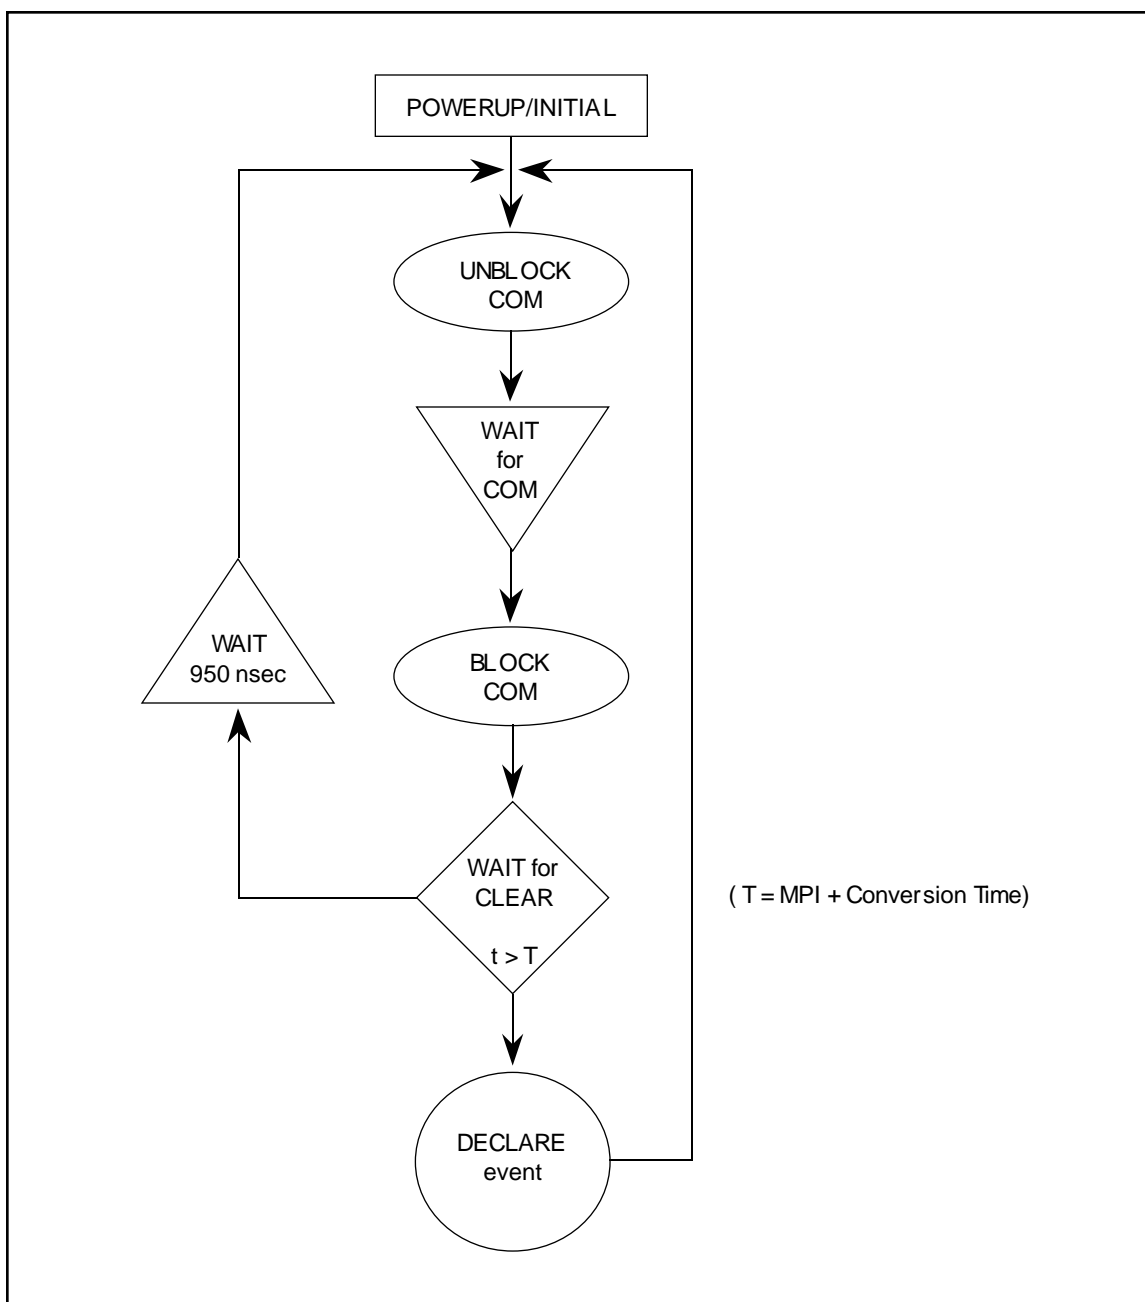 POWERUP/INITIAL
UNBLOCK
COM
WAIT
for
COM
WAIT
950 nsec
BLOCK
COM
WAIT for
CLEAR
t > T
( T = MPI + Conversion Time)
DECLARE
event